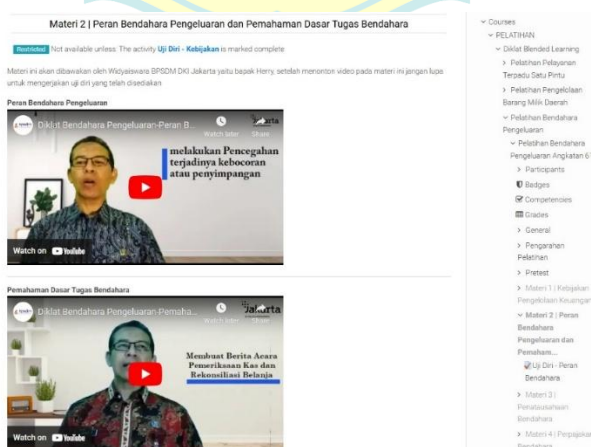 Materi 2 | Peran Bendahara Pengeluaran dan Pemahaman Dasar Tugas Bendahara
Restricted Not available unless: The activity Uji Diri - Kebijakan is marked complete
Materi ini akan dibawakan oleh Widyaiswara BPSDM DKI Jakarta yaitu bapak Herry, setelah menonton video pada materi ini jangan lupa
untuk mengerjakan uji diri yang telah disediakan
Peran Bendahara Pengeluaran
Diklat Bendahara Pengeluaran-Peran B...
Watch later
Share
melakukan Pencegahan
terjadinya kebocoran
atau penyimpangan
Watch on YouTube
Pemahaman Dasar Tugas Bendahara
Diklat Bendahara Pengeluaran Pemaha...
Watch later
Share
Jakarta
Membuat Berita Acara
Pemeriksaan Kas dan
Rekonsiliasi Belanja
Watch on YouTube
Courses
PELATIHAN
Diklat Blended Learning
Pelatihan Pelayanan
Terpadu Satu Pintu
Pelatihan Pengelolaan
Barang Milik Daerah
Pelatihan Bendahara
Pengeluaran
Pelatihan Bendahara
Pengeluaran Angkatan 6
Participants
Badges
Competencies
Grades
General
Pengarahan
Pelatihan
Pretest
Materi 1 | Kebijakan
Pengelolaan Keuangan
Materi 2 | Peran
Bendahara
Pengeluaran dan
Pemaham...
Uji Diri - Peran
Bendahara
Materi 3 |
Penatausahaan
Bendahara
Materi 4 | Perpajakan
Bendahara